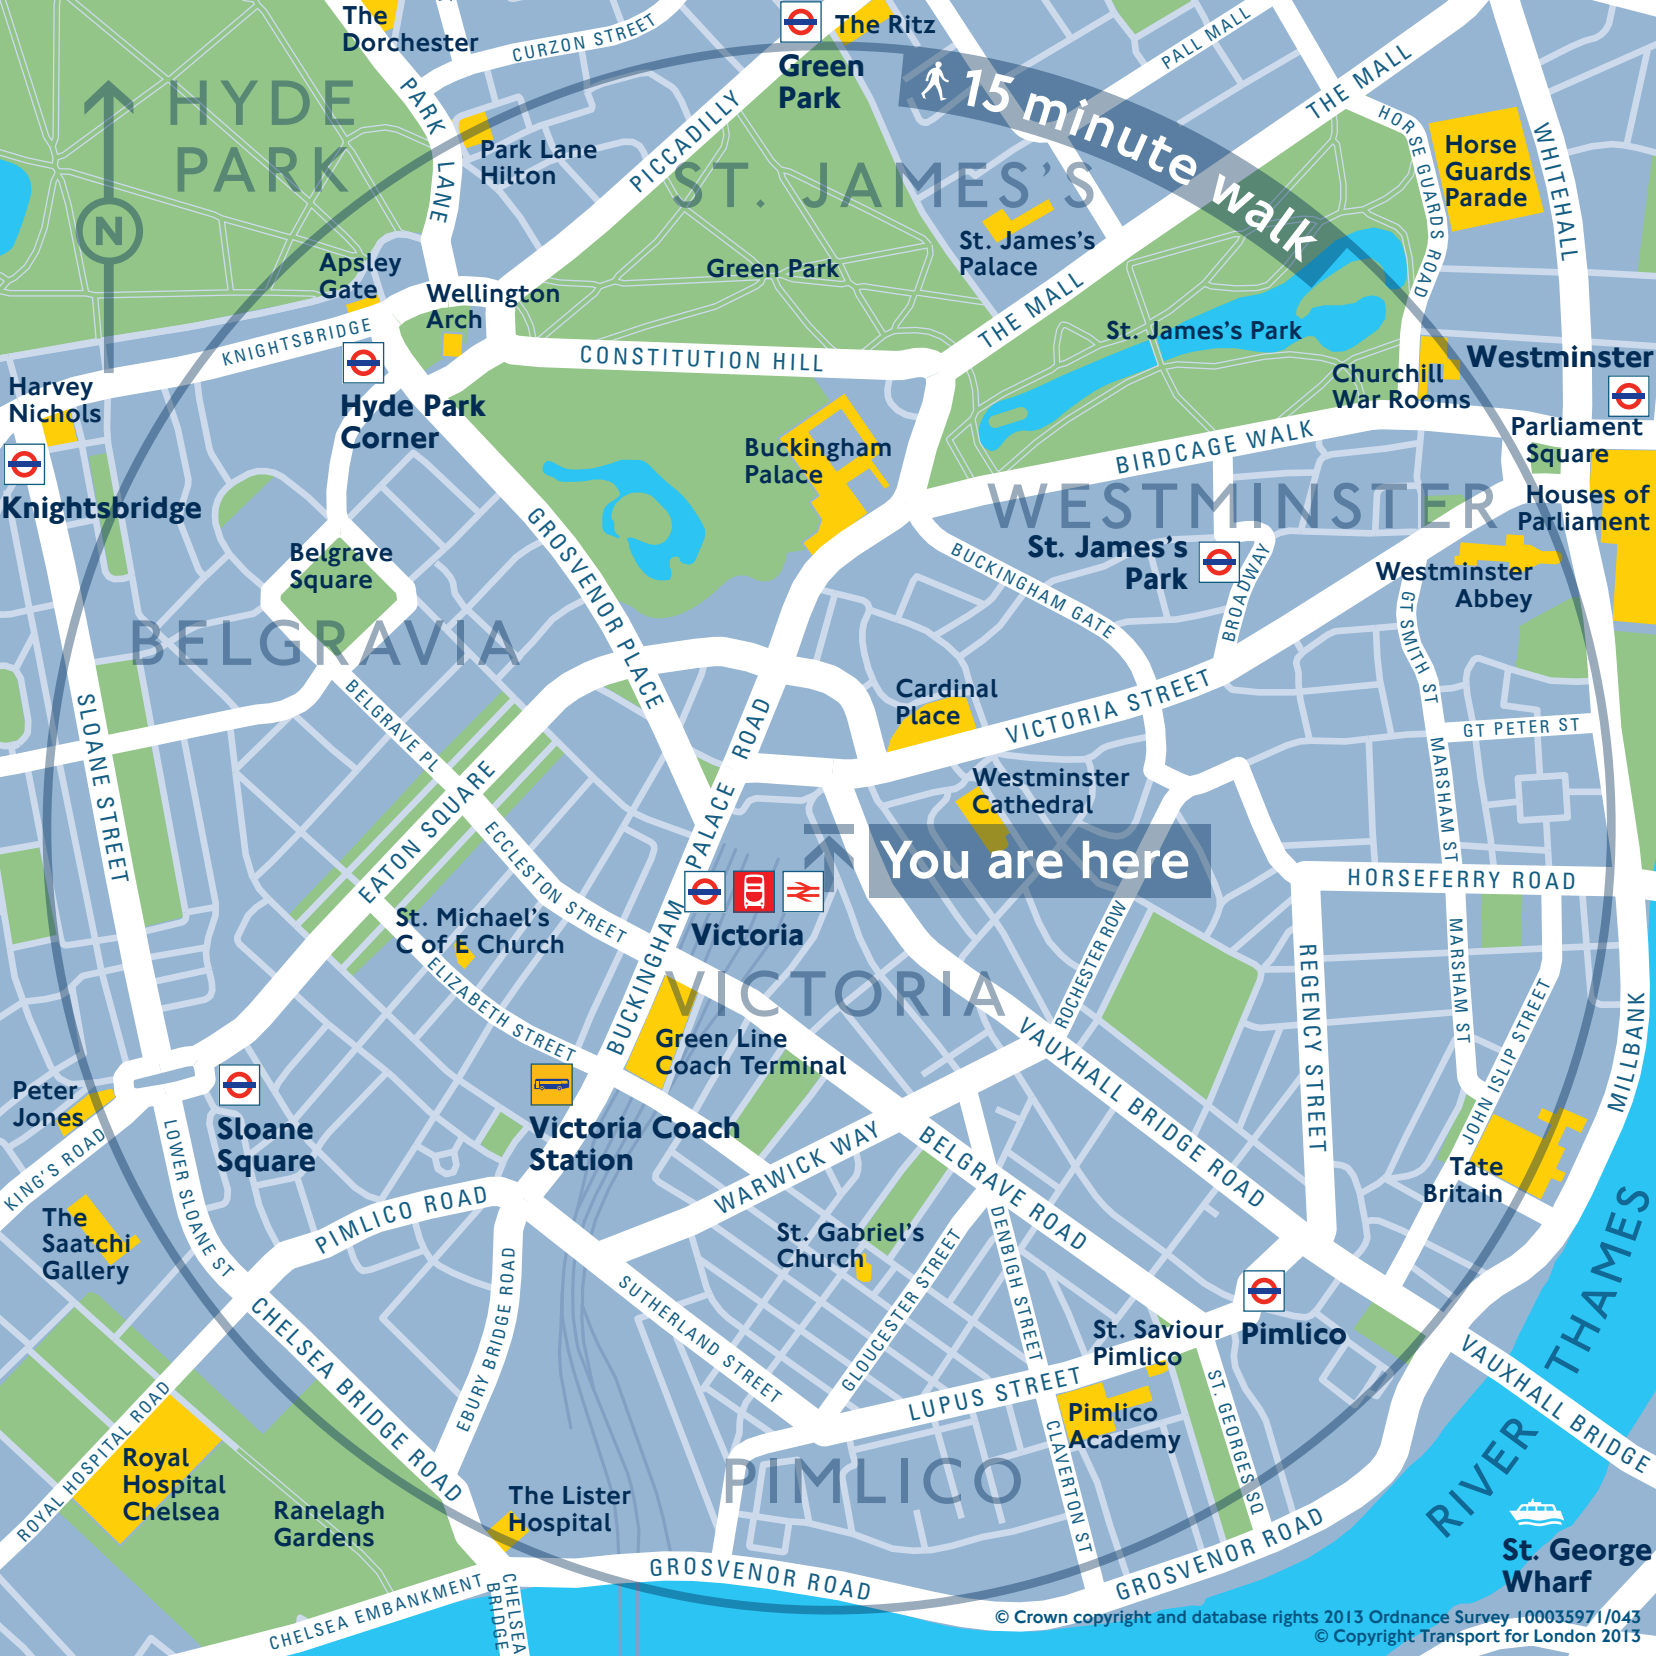 The
Dorchester
CURZON STREET
The Ritz
Green
Park
PALL MALL
THE MALL
15 minute walk
HYDE
PARK
PARK LANE
Park Lane
Hilton
PICCADILLY
ST. JAMES'S
HORSE GUARDS ROAD
Horse
Guards
Parade
WHITEHALL
N
St. James's
Palace
Green Park
Apsley
Gate
Wellington
Arch
KNIGHTSBRIDGE
THE MALL
St. James's Park
CONSTITUTION HILL
Westminster
Churchill
War Rooms
Harvey
Nichols
Hyde Park
Corner
Parliament
Square
Buckingham
Palace
BIRDCAGE WALK
Knightsbridge
WESTMINSTER
Houses of
Parliament
St. James's
Park
BROADWAY
Westminster
Abbey
GROSVENOR PLACE
BUCKINGHAM GATE
Belgrave
Square
BELGRAVIA
GT SMITH ST
SLOANE STREET
BELGRAVE PL
Cardinal
Place
VICTORIA STREET
GT PETER ST
MARSHAM ST
Westminster
Cathedral
EATON SQUARE
ECCLESTON STREET
BUCKINGHAM PALACE ROAD
You are here
HORSEFERRY ROAD
Victoria
St. Michael's
C of E Church
ELIZABETH STREET
VICTORIA
ROCHESTER ROW
REGENCY STREET
MARSHAM ST
JOHN ISLIP STREET
MILLBANK
Green Line
Coach Terminal
VAUXHALL BRIDGE ROAD
Peter
Jones
Sloane
Square
Victoria Coach
Station
KING'S ROAD
LOWER SLOANE ST
WARWICK WAY
BELGRAVE ROAD
Tate
Britain
PIMLICO ROAD
The
Saatchi
Gallery
St. Gabriel's
Church
DENBIGH STREET
GLOUCESTER STREET
SUTHERLAND STREET
EBURY BRIDGE ROAD
RIVER THAMES
St. Saviour
Pimlico
Pimlico
CHELSEA BRIDGE ROAD
VAUXHALL BRIDGE
LUPUS STREET
ST. GEORGES SQ
Pimlico
Academy
CLAVERTON ST
ROYAL HOSPITAL ROAD
Royal
Hospital
Chelsea
PIMLICO
Ranelagh
Gardens
The Lister
Hospital
GROSVENOR ROAD
GROSVENOR ROAD
St. George
Wharf
CHELSEA EMBANKMENT
CHELSEA
BRIDGE
© Crown copyright and database rights 2013 Ordnance Survey 100035971/043
© Copyright Transport for London 2013